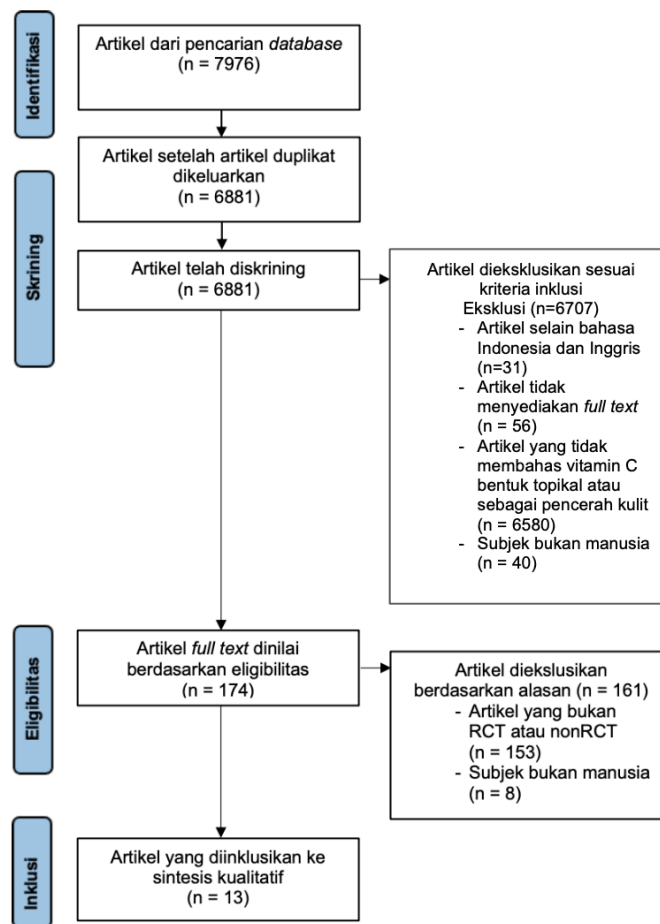 Identifikasi
Artikel dari pencarian database
(n = 7976)
Skrining
Artikel setelah artikel duplikat
dikeluarkan
(n = 6881)
Artikel telah diskrining
(n = 6881)
Artikel dieksklusikan sesuai
kriteria inklusi
Eksklusi (n=6707)
- Artikel selain bahasa
Indonesia dan Inggris
(n=31)
- Artikel tidak
menyediakan full text
(n = 56)
- Artikel yang tidak
membahas vitamin C
bentuk topikal atau
sebagai pencerah kulit
(n = 6580)
- Subjek bukan manusia
(n = 40)
Eligibilitas
Artikel full text dinilai
berdasarkan eligibilitas
(n = 174)
Artikel diekslusikan
berdasarkan alasan (n = 161)
- Artikel yang bukan
RCT atau nonRCT
(n = 153)
- Subjek bukan manusia
(n = 8)
Inklusi
Artikel yang diinklusikan ke
sintesis kualitatif
(n = 13)